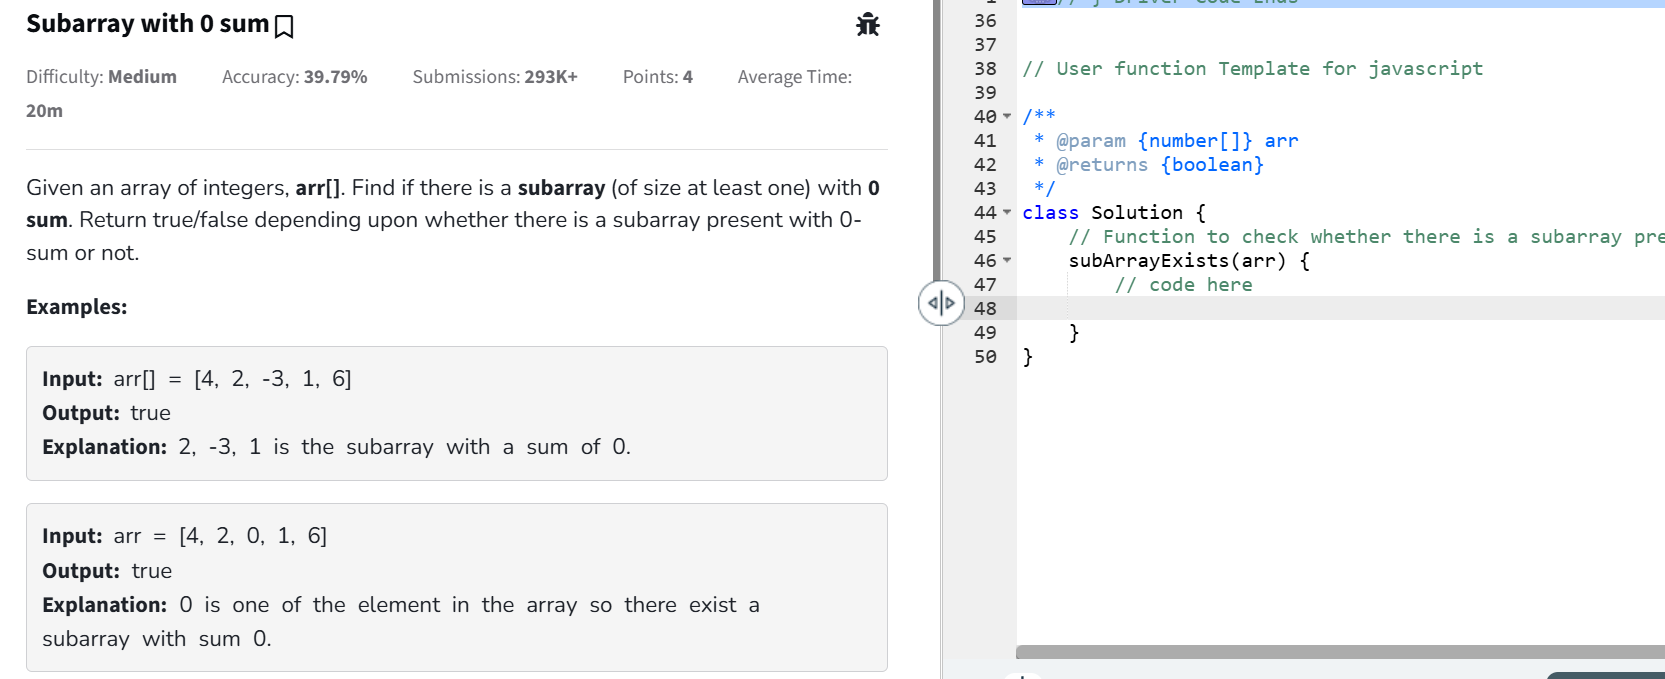 Subarray with 0 sum
Difficulty: Medium Accuracy: 39.79% Submissions: 293K+ Points: 4 Average Time:
20m
Given an array of integers, arr[]. Find if there is a subarray (of size at least one) with 0
sum. Return true/false depending upon whether there is a subarray present with 0-
sum or not.
Examples:
Input: arr[] = [4, 2, -3, 1, 6]
Output: true
Explanation: 2, -3, 1 is the subarray with a sum of 0.
Input: arr = [4, 2, 0, 1, 6]
Output: true
Explanation: 0 is one of the element in the array so there exist a
subarray with sum 0.
1 // } Driver Code Ends
36
37
38 // User function Template for javascript
39
40 /**
41 * @param {number[]} arr
42 * @returns {boolean}
43 */
44 class Solution {
45 // Function to check whether there is a subarray pre
46 subArrayExists(arr) {
47 // code here
48
49 }
50 }